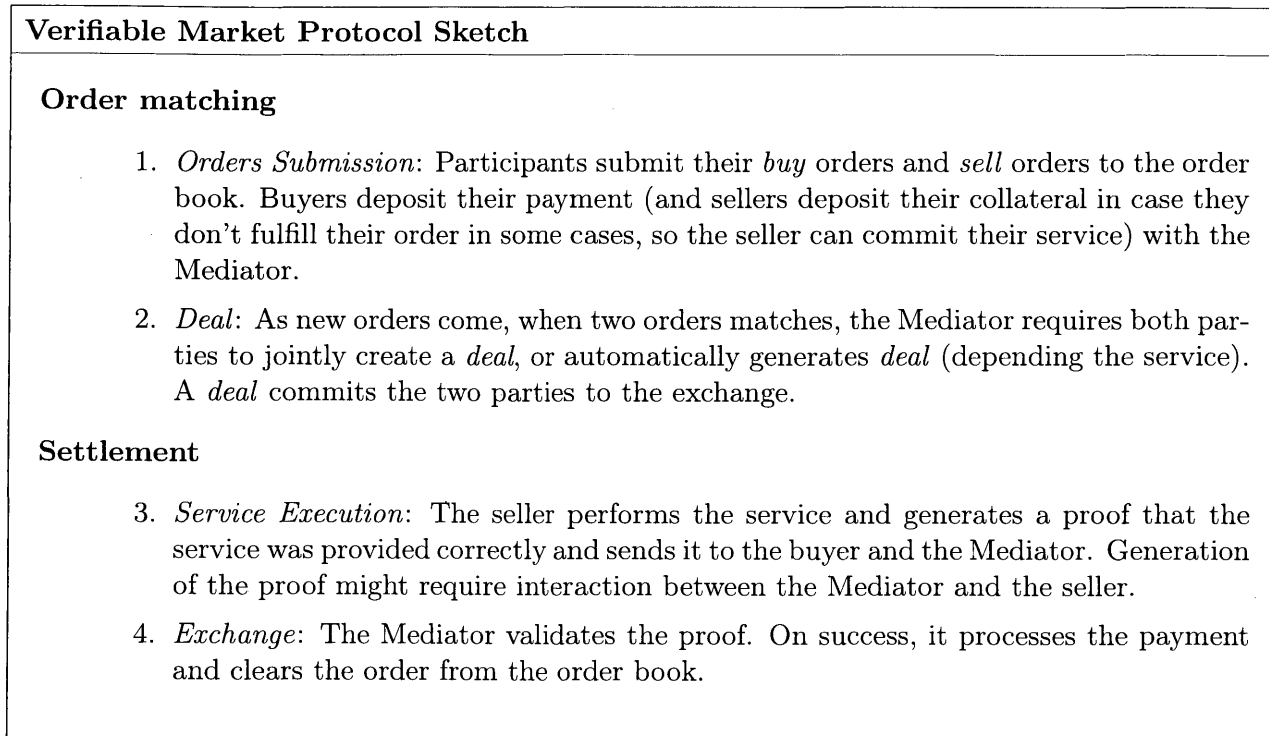 Verifiable Market Protocol Sketch
Order matching
1. Orders Submission: Participants submit their buy orders and sell orders to the order
book. Buyers deposit their payment (and sellers deposit their collateral in case they
don't fulfill their order in some cases, so the seller can commit their service) with the
Mediator.
2. Deal: As new orders come, when two orders matches, the Mediator requires both par-
ties to jointly create a deal, or automatically generates deal (depending the service).
A deal commits the two parties to the exchange.
Settlement
3. Service Execution: The seller performs the service and generates a proof that the
service was provided correctly and sends it to the buyer and the Mediator. Generation
of the proof might require interaction between the Mediator and the seller.
4. Exchange: The Mediator validates the proof. On success, it processes the payment
and clears the order from the order book.